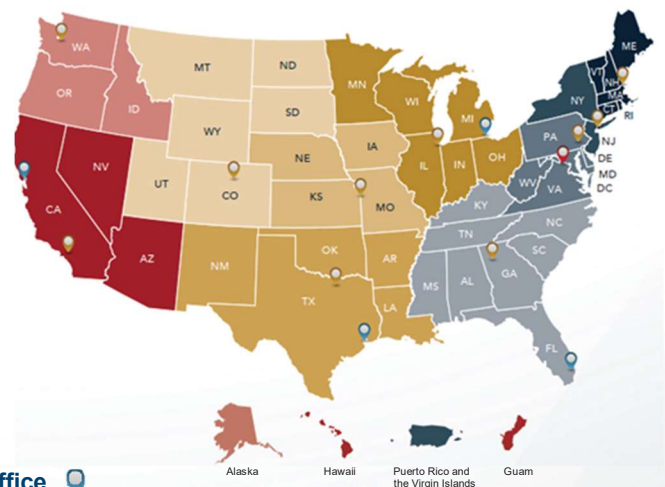 ME
WA
MT
ND
MN
VT
NH
OR
ID
SD
WI
MI
NY
MA
CT
RI
WY
IA
PA
NJ
NE
OH
NV
UT
CO
IL
IN
DE
MD
DC
WV
VA
CA
KS
MO
KY
NC
TN
AZ
NM
OK
AR
SC
MS
AL
GA
TX
LA
FL
Alaska
Hawaii
Puerto Rico and
the Virgin Islands
Guam
ffice